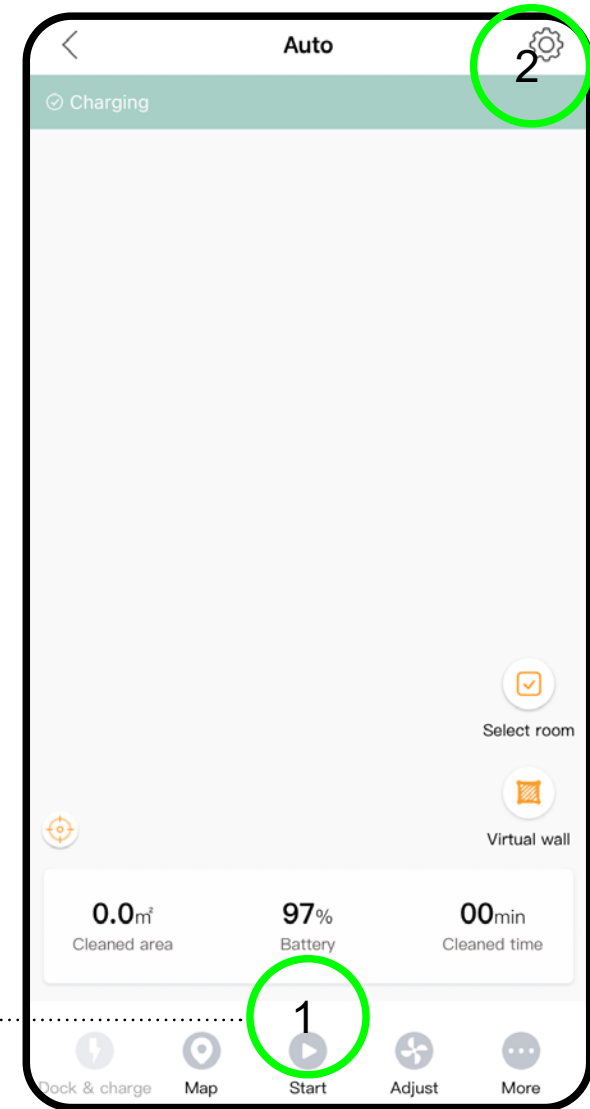 Auto
2
Charging
Select room
Virtual wall
0.0㎡ 97% 00min
Cleaned area Battery Cleaned time
1
Dock & charge Map Start Adjust More